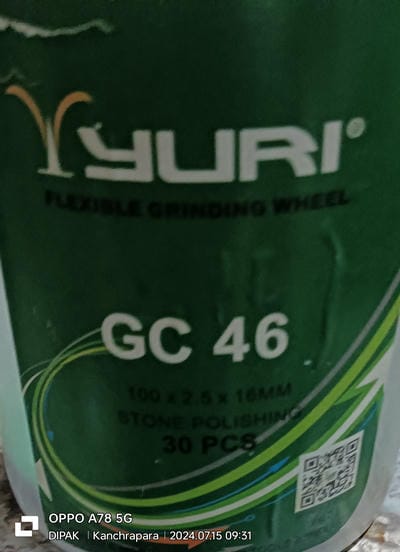 YURI®
FLEXIBLE GRINDING WHEEL
GC 46
100 x 2.5 x 16MM
STONE POLISHING
30 PCS
OPPO A78 5G
DIPAK | Kanchrapara | 2024.07.15 09:31